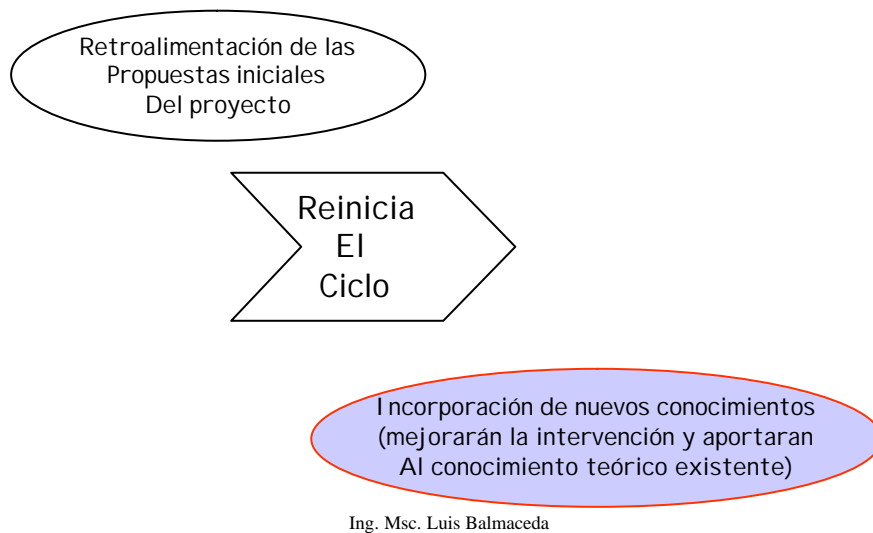 Retroalimentación de las
Propuestas iniciales
Del proyecto
Reinicia
El
Ciclo
Incorporación de nuevos conocimientos
(mejorarán la intervención y aportaran
Al conocimiento teórico existente)
Ing. Msc. Luis Balmaceda